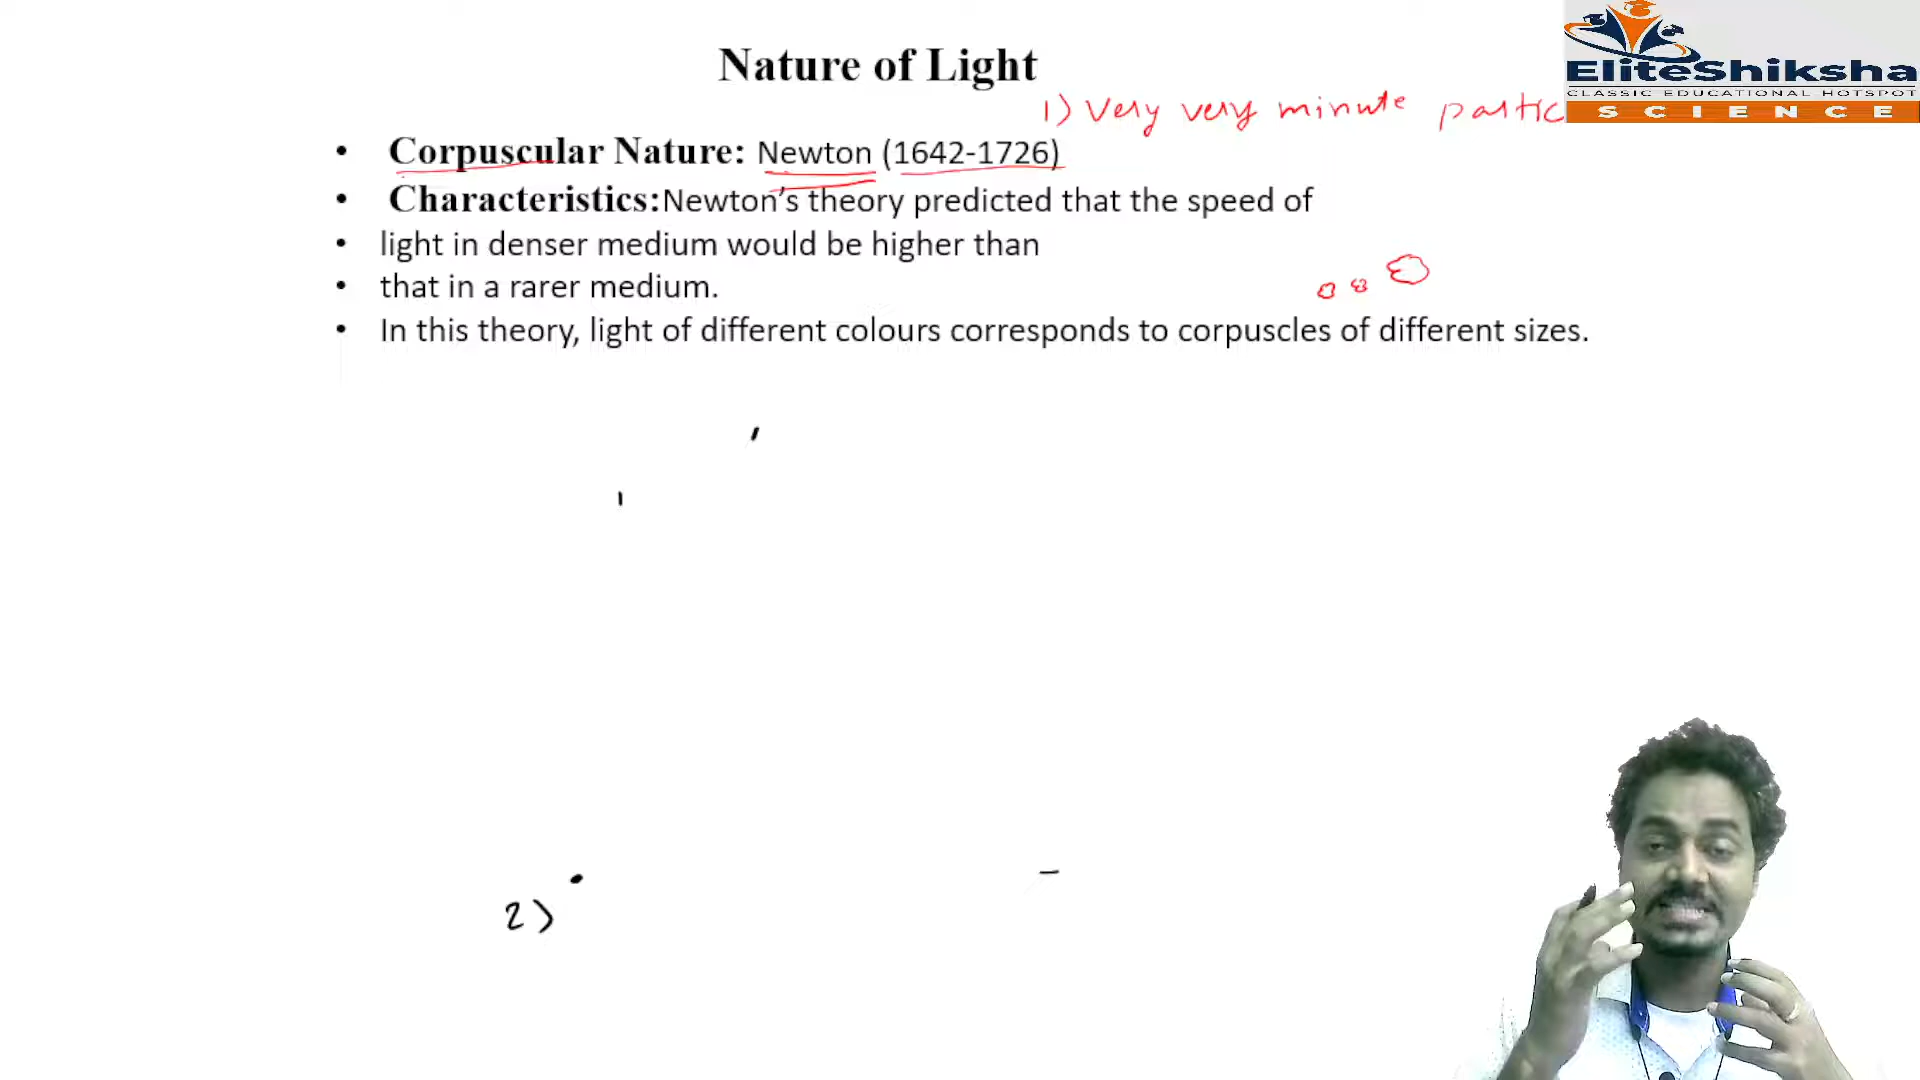 Nature of Light
EliteShiksha
CLASSIC EDUCATIONAL HOTSPOT
SCIENCE
1) Very very minute partic
• Corpuscular Nature: Newton (1642-1726)
• Characteristics:Newton's theory predicted that the speed of
• light in denser medium would be higher than
• that in a rarer medium.
• In this theory, light of different colours corresponds to corpuscles of different sizes.
2)